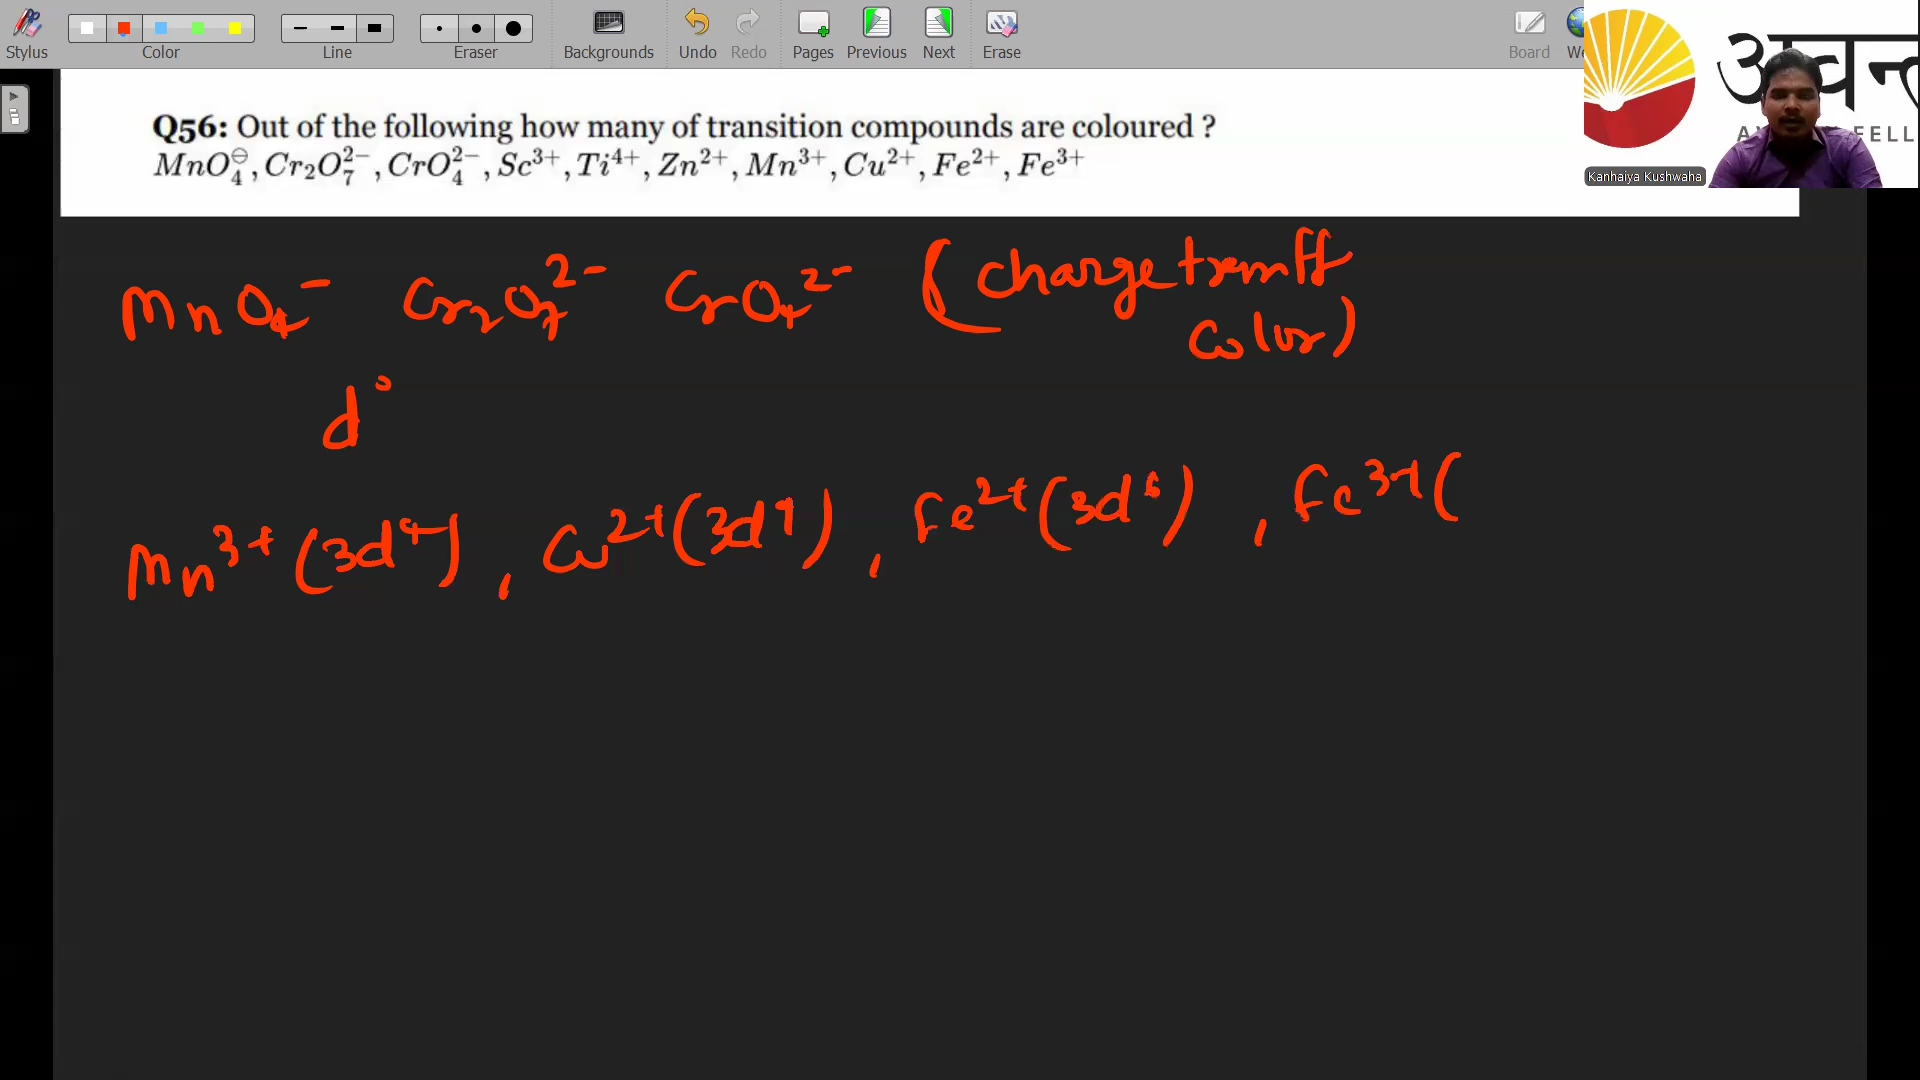 Stylus Color Line Eraser Backgrounds Undo Redo Pages Previous Next Erase Board
Q56: Out of the following how many of transition compounds are coloured ?
MnO₄^⊖, Cr₂O₇²⁻, CrO₄²⁻, Sc³⁺, Ti⁴⁺, Zn²⁺, Mn³⁺, Cu²⁺, Fe²⁺, Fe³⁺
Kanhaiya Kushwaha
MnO₄⁻ Cr₂O₇²⁻ CrO₄²⁻ (charge
Color)
d⁰
Mn³⁺(3d⁴), Cu²⁺(3d⁹), Fe²⁺(3d⁶), Fe³⁺(